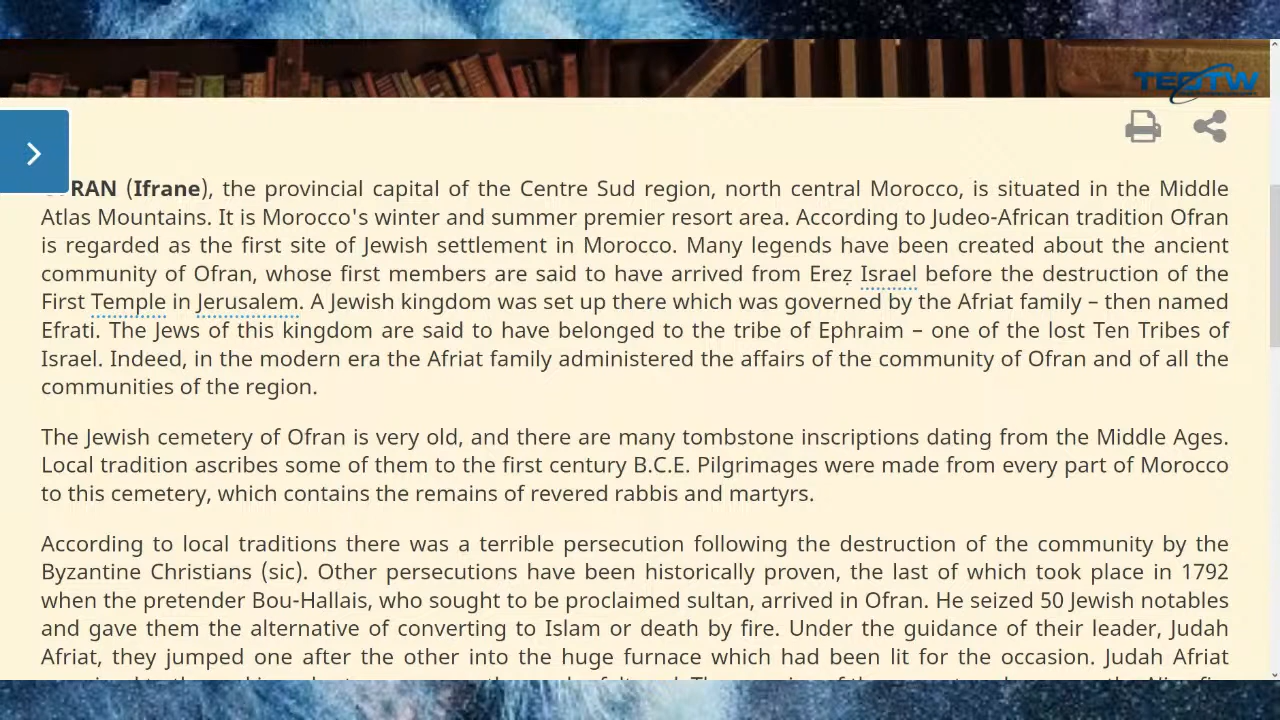 TEOTW
RAN (Ifrane), the provincial capital of the Centre Sud region, north central Morocco, is situated in the Middle
Atlas Mountains. It is Morocco's winter and summer premier resort area. According to Judeo-African tradition Ofran
is regarded as the first site of Jewish settlement in Morocco. Many legends have been created about the ancient
community of Ofran, whose first members are said to have arrived from Ereẓ Israel before the destruction of the
First Temple in Jerusalem. A Jewish kingdom was set up there which was governed by the Afriat family – then named
Efrati. The Jews of this kingdom are said to have belonged to the tribe of Ephraim – one of the lost Ten Tribes of
Israel. Indeed, in the modern era the Afriat family administered the affairs of the community of Ofran and of all the
communities of the region.
The Jewish cemetery of Ofran is very old, and there are many tombstone inscriptions dating from the Middle Ages.
Local tradition ascribes some of them to the first century B.C.E. Pilgrimages were made from every part of Morocco
to this cemetery, which contains the remains of revered rabbis and martyrs.
According to local traditions there was a terrible persecution following the destruction of the community by the
Byzantine Christians (sic). Other persecutions have been historically proven, the last of which took place in 1792
when the pretender Bou-Hallais, who sought to be proclaimed sultan, arrived in Ofran. He seized 50 Jewish notables
and gave them the alternative of converting to Islam or death by fire. Under the guidance of their leader, Judah
Afriat, they jumped one after the other into the huge furnace which had been lit for the occasion. Judah Afriat